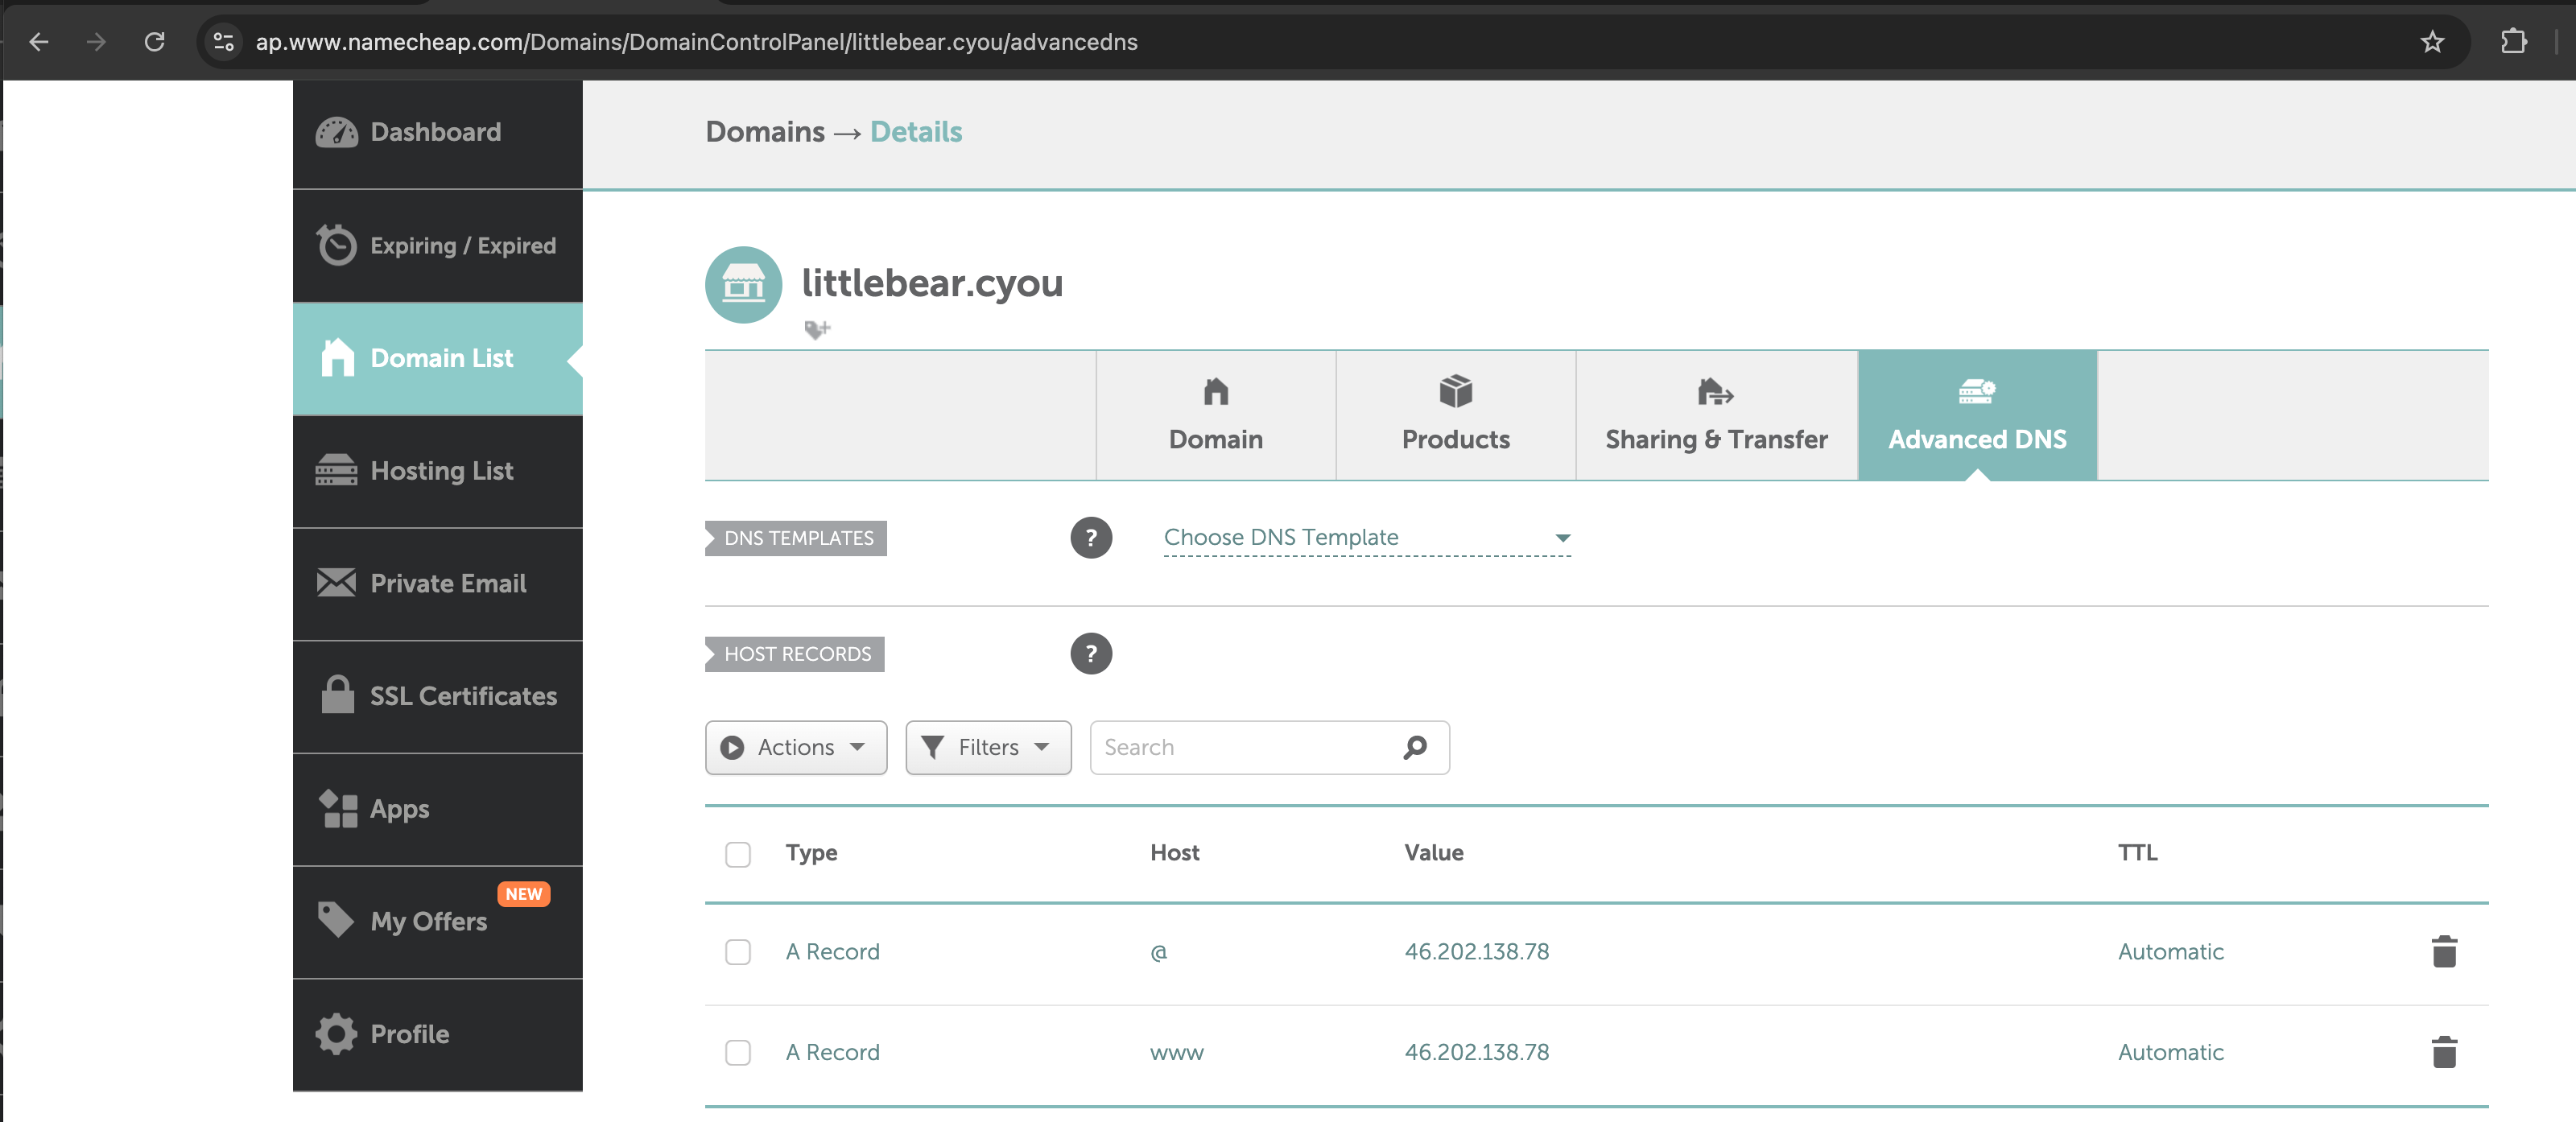 ap.www.namecheap.com/Domains/DomainControlPanel/littlebear.cyou/advanceddns
Dashboard
Expiring / Expired
Domain List
Hosting List
Private Email
SSL Certificates
Apps
NEW
My Offers
Profile
Domains → Details
littlebear.cyou
Domain Products Sharing & Transfer Advanced DNS
DNS TEMPLATES ? Choose DNS Template
HOST RECORDS ?
Actions Filters Search
Type Host Value TTL
A Record @ 46.202.138.78 Automatic
A Record www 46.202.138.78 Automatic